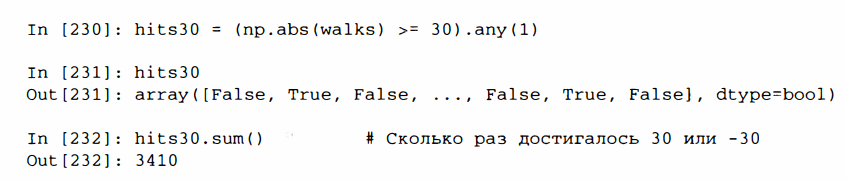 In [230]: hits30 = (np.abs(walks) >= 30).any(1)
In [231]: hits30
Out[231]: array([False, True, False, ..., False, True, False], dtype=bool)
In [232]: hits30.sum() # Сколько раз достигалось 30 или -30
Out[232]: 3410